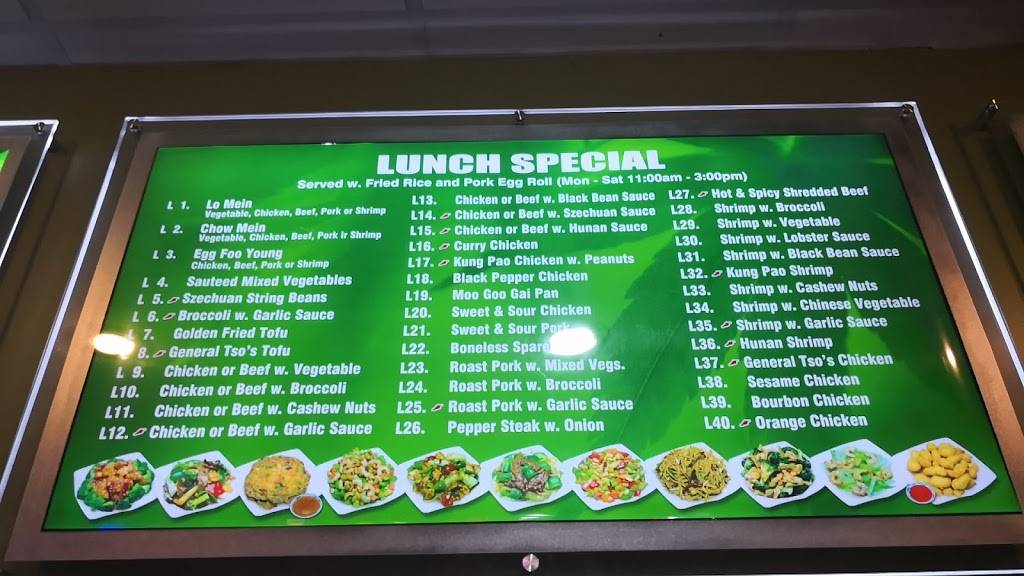 LUNCH SPECIAL
Served w. Fried Rice and Pork Egg Roll (Mon - Sat 11:00am - 3:00pm)
L 1. Lo Mein
Vegetable, Chicken, Beef, Pork or Shrimp
L 2. Chow Mein
Vegetable, Chicken, Beef, Pork ir Shrimp
L 3. Egg Foo Young
Chicken, Beef, Pork or Shrimp
L 4. Sauteed Mixed Vegetables
L 5. Szechuan String Beans
L 6. Broccoli w. Garlic Sauce
L 7. Golden Fried Tofu
8. General Tso's Tofu
L 9. Chicken or Beef w. Vegetable
L10. Chicken or Beef w. Broccoli
L11. Chicken or Beef w. Cashew Nuts
L12. Chicken or Beef w. Garlic Sauce
L13. Chicken or Beef w. Black Bean Sauce
L14. Chicken or Beef w. Szechuan Sauce
L15. Chicken or Beef w. Hunan Sauce
L16. Curry Chicken
L17. Kung Pao Chicken w. Peanuts
L18. Black Pepper Chicken
L19. Moo Goo Gai Pan
L20. Sweet & Sour Chicken
L21. Sweet & Sour Pork
L22. Boneless
L23. Roast Pork w. Mixed Vegs.
L24. Roast Pork w. Broccoli
L25. Roast Pork w. Garlic Sauce
L26. Pepper Steak w. Onion
L27. Hot & Spicy Shredded Beef
L28. Shrimp w. Broccoli
L29. Shrimp w. Vegetable
L30. Shrimp w. Lobster Sauce
L31. Shrimp w. Black Bean Sauce
L32. Kung Pao Shrimp
L33. Shrimp w. Cashew Nuts
L34. Shrimp w. Chinese Vegetable
L35. Shrimp w. Garlic Sauce
L36. Hunan Shrimp
L37. General Tso's Chicken
L38. Sesame Chicken
L39. Bourbon Chicken
L40. Orange Chicken